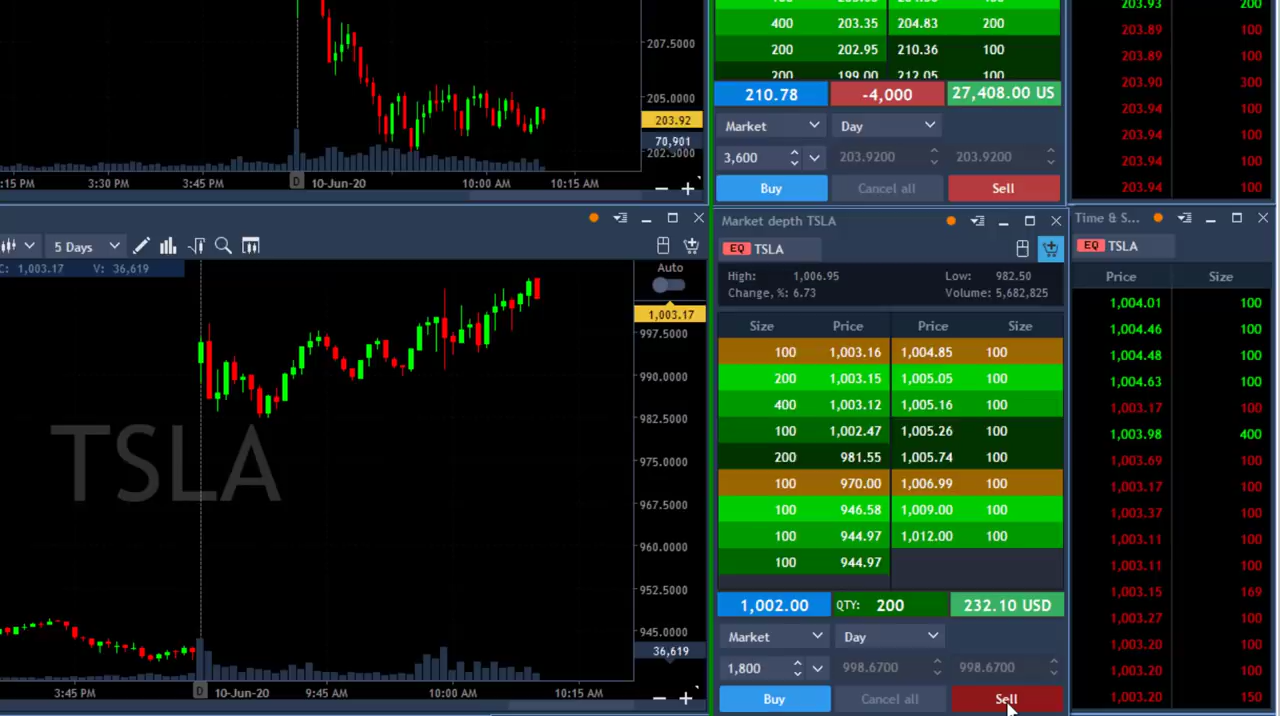 207.5000
205.0000
203.92
70,901
202.5000
:15 PM 3:30 PM 3:45 PM D 10-Jun-20 10:00 AM 10:15 AM
400 203.35 204.83 200
200 202.95 210.36 100
200 199.00 212.05 100
210.78 -4,000 27,408.00 US
Market Day
3,600 203.9200 203.9200
Buy Cancel all Sell
203.93 200
203.89 100
203.89 100
203.90 300
203.94 100
203.94 100
203.94 100
203.94 100
5 Days
C: 1,003.17 V: 36,619
Auto
1,003.17
997.5000
990.0000
982.5000
975.0000
967.5000
960.0000
952.5000
945.0000
36,619
TSLA
3:45 PM D 10-Jun-20 9:45 AM 10:00 AM 10:15 AM
Market depth TSLA
EQ TSLA
High: 1,006.95 Low: 982.50
Change, %: 6.73 Volume: 5,682,825
Size Price Price Size
100 1,003.16 1,004.85 100
200 1,003.15 1,005.05 100
400 1,003.12 1,005.16 100
100 1,002.47 1,005.26 100
200 981.55 1,005.74 100
100 970.00 1,006.99 100
100 946.58 1,009.00 100
100 944.97 1,012.00 100
100 944.97
1,002.00 QTY: 200 232.10 USD
Market Day
1,800 998.6700 998.6700
Buy Cancel all Sell
Time & S...
EQ TSLA
Price Size
1,004.01 100
1,004.46 100
1,004.48 100
1,004.63 100
1,003.17 100
1,003.98 400
1,003.69 100
1,003.17 100
1,003.37 100
1,003.11 100
1,003.11 100
1,003.15 169
1,003.27 100
1,003.20 100
1,003.20 100
1,003.20 150